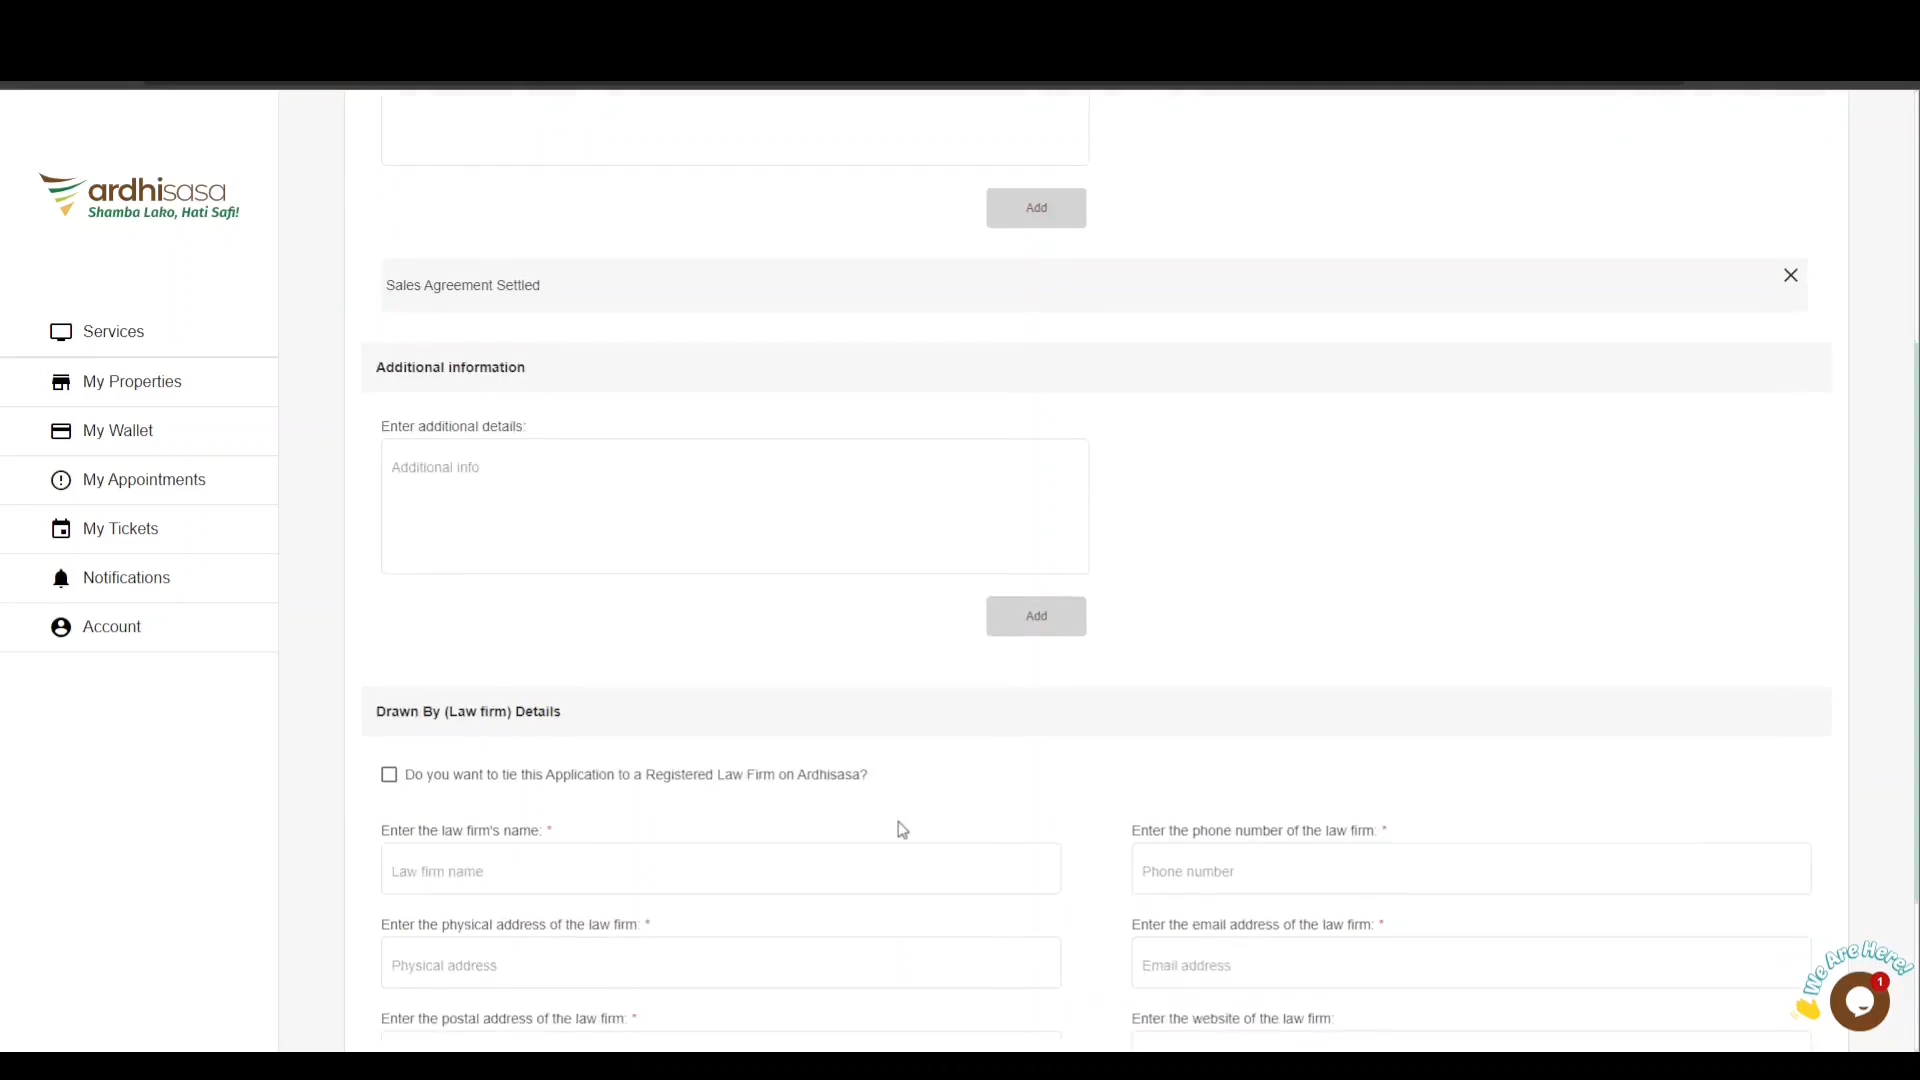 ardhisasa
Shamba Lako, Hati Safi!
Services
My Properties
My Wallet
My Appointments
My Tickets
Notifications
Account
Add
Sales Agreement Settled
Additional information
Enter additional details:
Additional info
Add
Drawn By (Law firm) Details
Do you want to tie this Application to a Registered Law Firm on Ardhisasa?
Enter the law firm's name: *
Enter the phone number of the law firm: *
Law firm name
Phone number
Enter the physical address of the law firm: *
Enter the email address of the law firm: *
Physical address
Email address
Enter the postal address of the law firm: *
Enter the website of the law firm:
We Are Here!
1